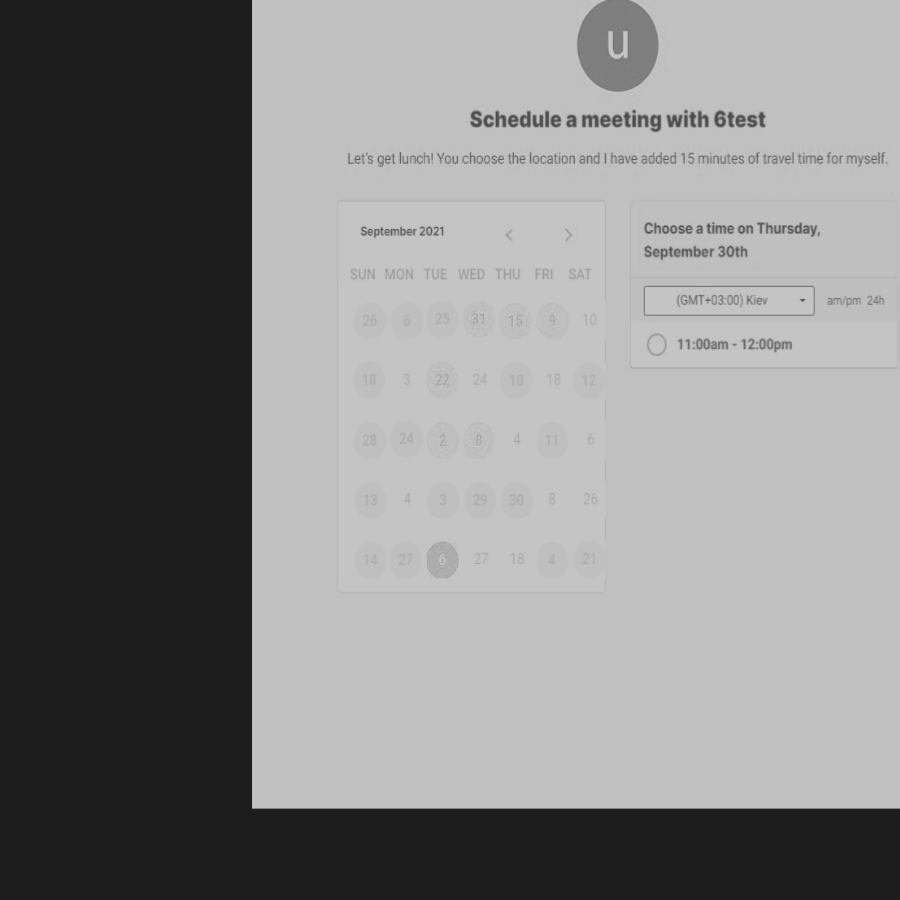 u
Schedule a meeting with 6test
Let's get lunch! You choose the location and I have added 15 minutes of travel time for myself.
September 2021
SUN MON TUE WED THU FRI SAT
26 6 25 31 15 9 10
18 3 22 24 10 18 12
28 24 2 8 4 11 6
13 4 3 29 30 8 26
14 27 6 27 18 4 21
Choose a time on Thursday,
September 30th
(GMT+03:00) Kiev am/pm 24h
11:00am - 12:00pm